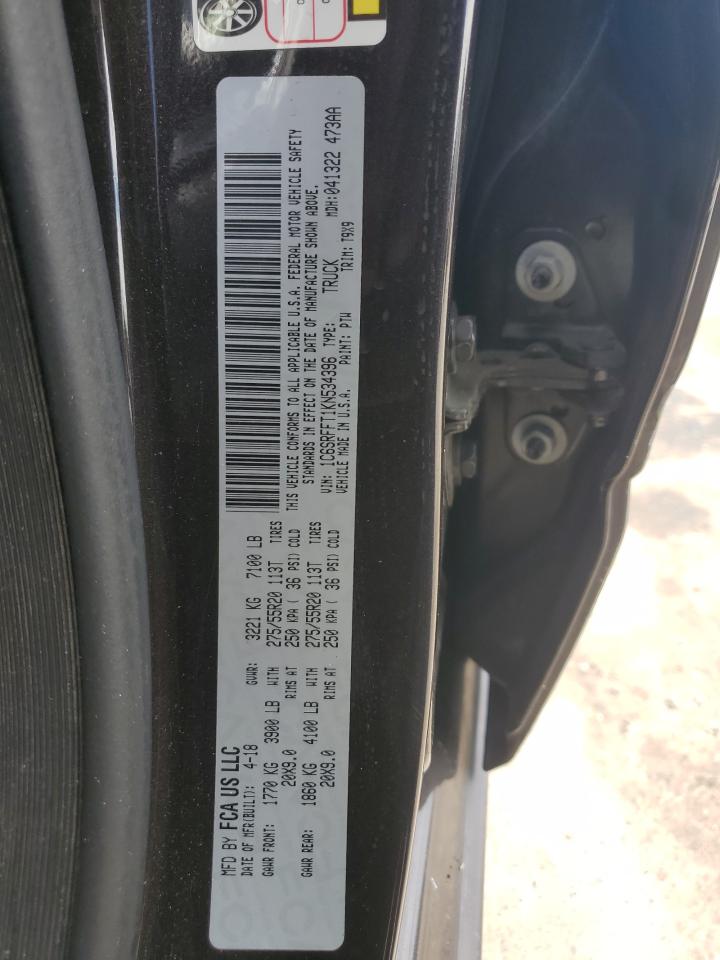 MFD BY FCA US LLC
DATE OF MFR(BUILT): 4-18 GVWR: 3221 KG 7100 LB
GAWR FRONT: 1770 KG 3900 LB WITH 275/55R20 113T TIRES
20X9.0 RIMS AT 250 KPA ( 36 PSI) COLD
GAWR REAR: 1860 KG 4100 LB WITH 275/55R20 113T TIRES
20X9.0 RIMS AT 250 KPA ( 36 PSI) COLD
THIS VEHICLE CONFORMS TO ALL APPLICABLE U.S.A. FEDERAL MOTOR VEHICLE SAFETY
STANDARDS IN EFFECT ON THE DATE OF MANUFACTURE SHOWN ABOVE.
VIN: 1C6SRFFT1KN534396 TYPE: TRUCK MDH:041322 473AA
VEHICLE MADE IN U.S.A. PAINT: PTW TRIM: T9X9